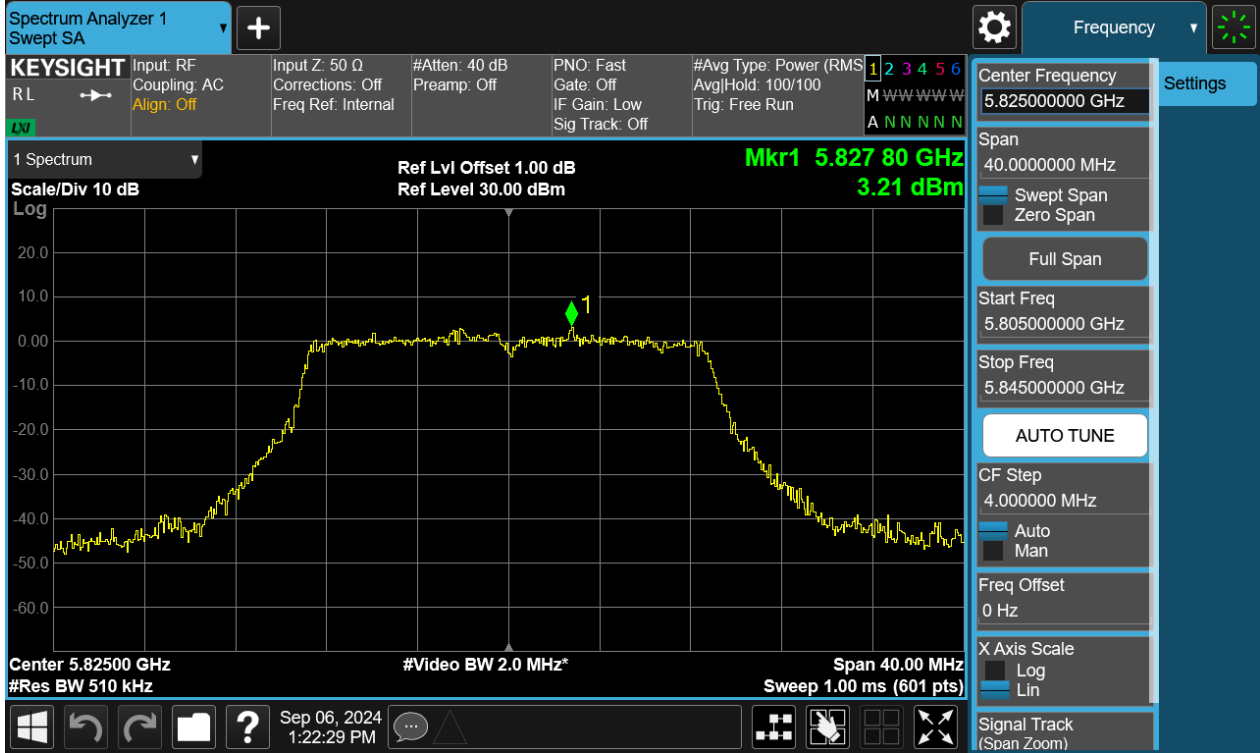 Spectrum Analyzer 1
Swept SA
+
Frequency
KEYSIGHT
R L
LXI
Input: RF
Coupling: AC
Align: Off
Input Z: 50 Ω
Corrections: Off
Freq Ref: Internal
#Atten: 40 dB
Preamp: Off
PNO: Fast
Gate: Off
IF Gain: Low
Sig Track: Off
#Avg Type: Power (RMS
Avg|Hold: 100/100
Trig: Free Run
1 2 3 4 5 6
M W W W W W
A N N N N N
1 Spectrum
Scale/Div 10 dB
Log
Ref Lvl Offset 1.00 dB
Ref Level 30.00 dBm
Mkr1 5.827 80 GHz
3.21 dBm
20.0
10.0
0.00
-10.0
-20.0
-30.0
-40.0
-50.0
-60.0
1
Center 5.82500 GHz
#Video BW 2.0 MHz*
Span 40.00 MHz
#Res BW 510 kHz
Sweep 1.00 ms (601 pts)
Center Frequency
5.825000000 GHz
Settings
Span
40.0000000 MHz
Swept Span
Zero Span
Full Span
Start Freq
5.805000000 GHz
Stop Freq
5.845000000 GHz
AUTO TUNE
CF Step
4.000000 MHz
Auto
Man
Freq Offset
0 Hz
X Axis Scale
Log
Lin
Signal Track
(Span Zoom)
?
Sep 06, 2024
1:22:29 PM